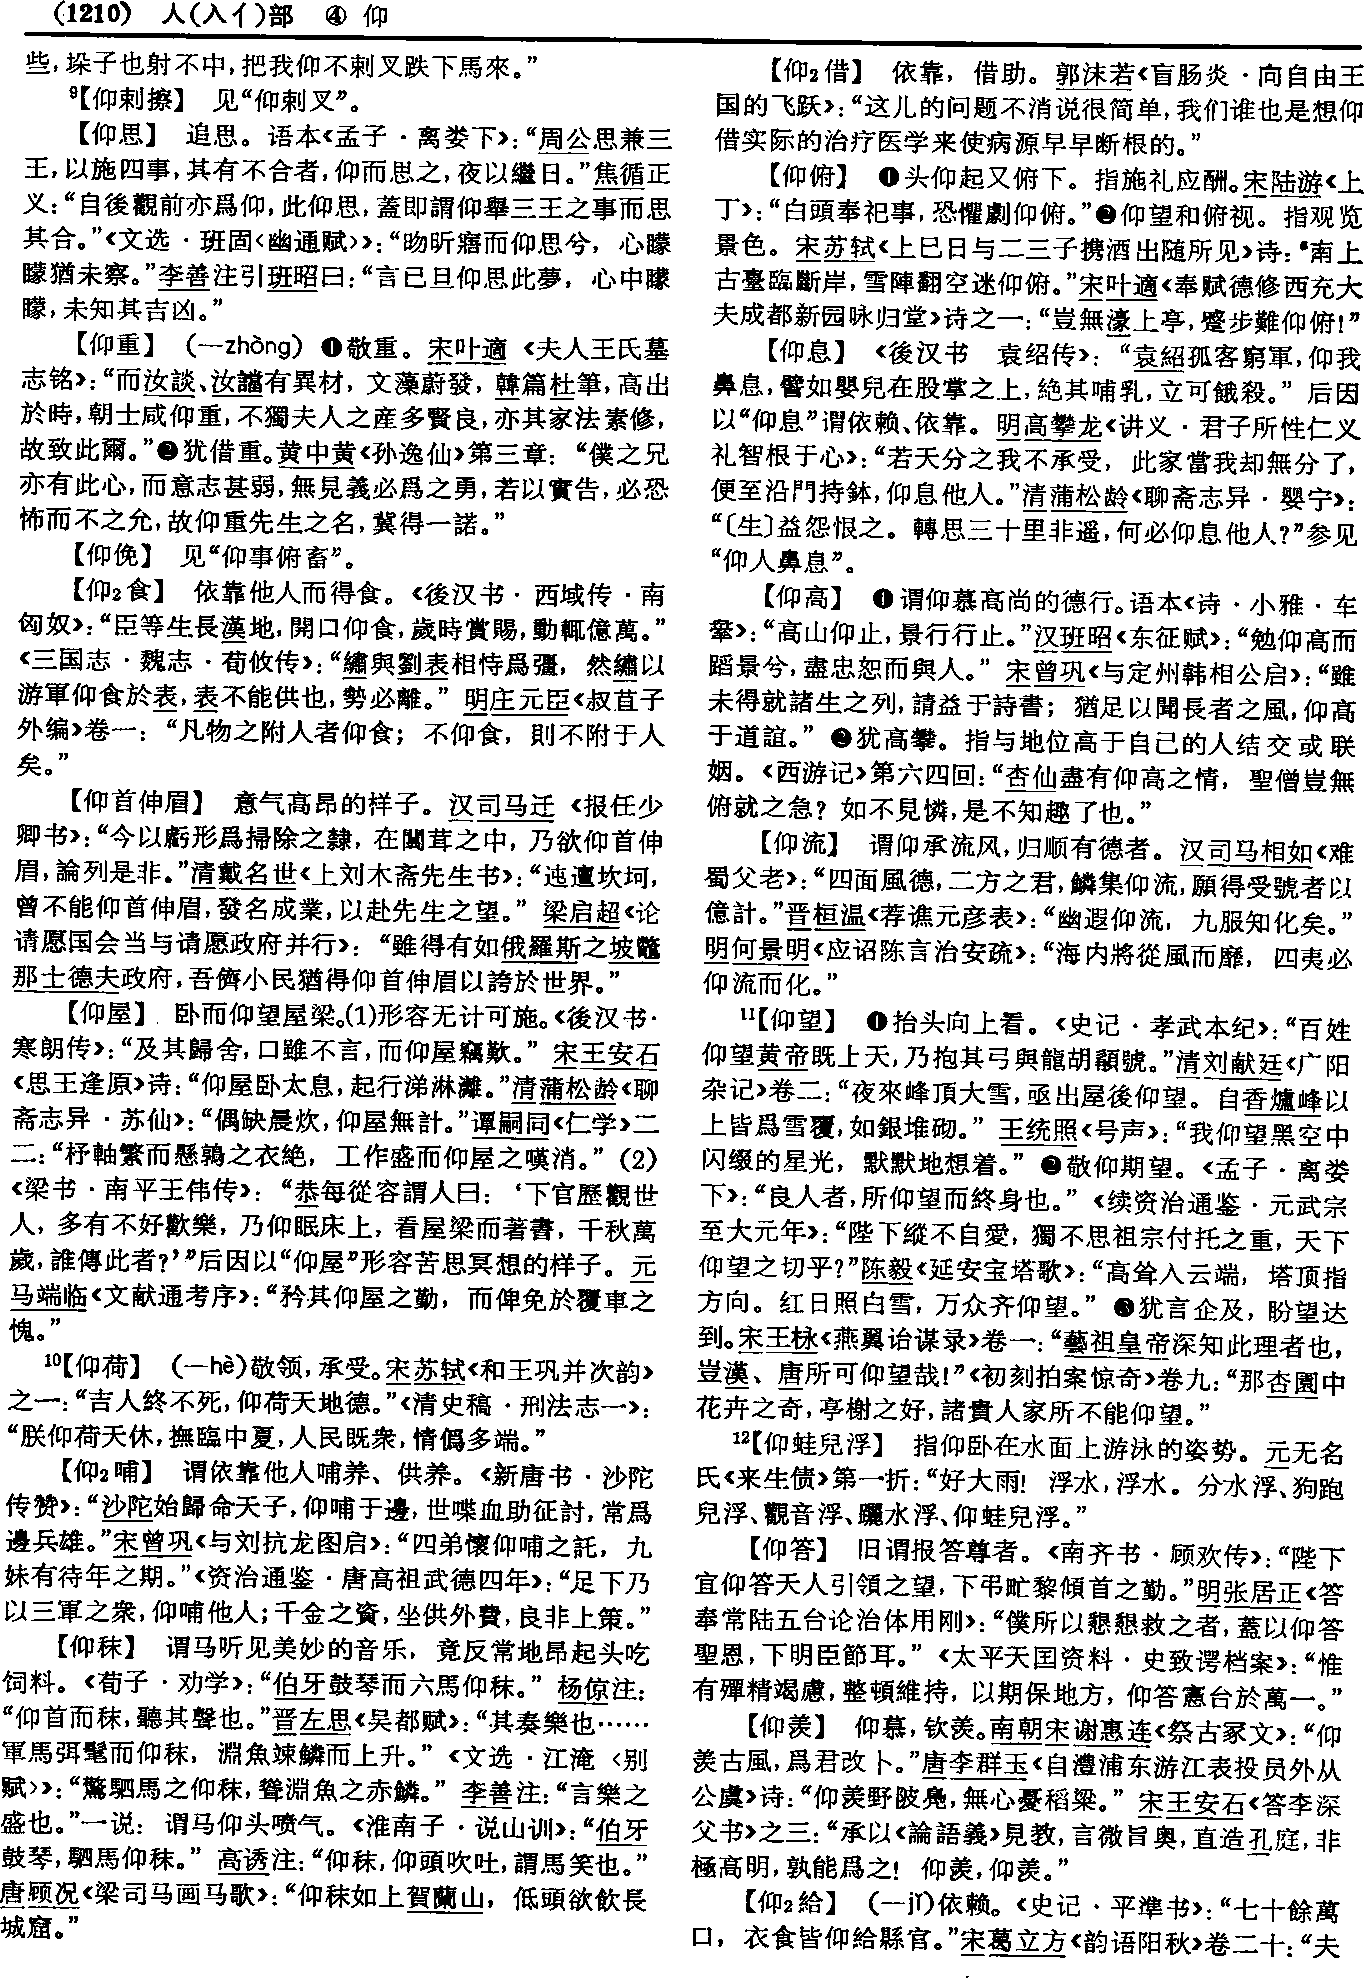 (1210) 人(入亻)部 ④ 仰
些，垛子也射不中，把我仰不剌叉跌下馬來。”
⁹【仰剌擦】 见“仰剌叉”。
【仰思】 追思。语本《孟子·离娄下》：“周公思兼三
王，以施四事，其有不合者，仰而思之，夜以繼日。”焦循正
义：“自後觀前亦爲仰，此仰思，蓋即謂仰舉三王之事而思
其合。”《文选·班固〈幽通赋〉》：“昒昕寤而仰思兮，心矇
矇猶未察。”李善注引班昭曰：“言已旦仰思此夢，心中矇
矇，未知其吉凶。”
【仰重】 (—zhòng) ❶敬重。宋叶適《夫人王氏墓
志铭》：“而汝談、汝讜有異材，文藻蔚發，韓篇杜筆，高出
於時，朝士咸仰重，不獨夫人之産多賢良，亦其家法素修，
故致此爾。”❷犹借重。黄中黄《孙逸仙》第三章：“僕之兄
亦有此心，而意志甚弱，無見義必爲之勇，若以實告，必恐
怖而不之允，故仰重先生之名，冀得一諾。”
【仰俛】 见“仰事俯畜”。
【仰₂食】 依靠他人而得食。《後汉书·西域传·南
匈奴》：“臣等生長漢地，開口仰食，歲時賞賜，動輒億萬。”
《三国志·魏志·荀攸传》：“繡與劉表相恃爲彊，然繡以
游軍仰食於表，表不能供也，勢必離。”明庄元臣《叔苴子
外编》卷一：“凡物之附人者仰食；不仰食，則不附于人
矣。”
【仰首伸眉】 意气高昂的样子。汉司马迁《报任少
卿书》：“今以虧形爲掃除之隸，在闒茸之中，乃欲仰首伸
眉，論列是非。”清戴名世《上刘木斋先生书》：“迍邅坎坷，
曾不能仰首伸眉，發名成業，以赴先生之望。”梁启超《论
请愿国会当与请愿政府并行》：“雖得有如俄羅斯之坡鼈
那士德夫政府，吾儕小民猶得仰首伸眉以誇於世界。”
【仰屋】 卧而仰望屋梁。(1)形容无计可施。《後汉书·
寒朗传》：“及其歸舍，口雖不言，而仰屋竊歎。”宋王安石
《思王逢原》诗：“仰屋卧太息，起行涕淋灕。”清蒲松龄《聊
斋志异·苏仙》：“偶缺晨炊，仰屋無計。”谭嗣同《仁学》二
二：“杼軸繁而懸鶉之衣絶，工作盛而仰屋之嘆消。”(2)
《梁书·南平王伟传》：“恭每從容謂人曰：‘下官歷觀世
人，多有不好歡樂，乃仰眠床上，看屋梁而著書，千秋萬
歲，誰傳此者？’”后因以“仰屋”形容苦思冥想的样子。元
马端临《文献通考序》：“矜其仰屋之勤，而俾免於覆車之
愧。”
¹⁰【仰荷】 (—hè)敬领，承受。宋苏轼《和王巩并次韵》
之一：“吉人終不死，仰荷天地德。”《清史稿·刑法志一》：
“朕仰荷天休，撫臨中夏，人民既衆，情僞多端。”
【仰₂哺】 谓依靠他人哺养、供养。《新唐书·沙陀
传赞》：“沙陀始歸命天子，仰哺于邊，世喋血助征討，常爲
邊兵雄。”宋曾巩《与刘抗龙图启》：“四弟懷仰哺之託，九
妹有待年之期。”《资治通鉴·唐高祖武德四年》：“足下乃
以三軍之衆，仰哺他人；千金之資，坐供外費，良非上策。”
【仰秣】 谓马听见美妙的音乐，竟反常地昂起头吃
饲料。《荀子·劝学》：“伯牙鼓琴而六馬仰秣。”杨倞注：
“仰首而秣，聽其聲也。”晋左思《吴都赋》：“其奏樂也……
軍馬弭髦而仰秣，淵魚竦鱗而上升。”《文选·江淹〈别
赋〉》：“驚駟馬之仰秣，聳淵魚之赤鱗。”李善注：“言樂之
盛也。”一说：谓马仰头喷气。《淮南子·说山训》：“伯牙
鼓琴，駟馬仰秣。”高诱注：“仰秣，仰頭吹吐，謂馬笑也。”
唐顾况《梁司马画马歌》：“仰秣如上賀蘭山，低頭欲飲長
城窟。”
【仰₂借】 依靠，借助。郭沫若《盲肠炎·向自由王
国的飞跃》：“这儿的问题不消说很简单，我们谁也是想仰
借实际的治疗医学来使病源早早断根的。”
【仰俯】 ❶头仰起又俯下。指施礼应酬。宋陆游《上
丁》：“白頭奉祀事，恐懼劇仰俯。”❷仰望和俯视。指观览
景色。宋苏轼《上巳日与二三子携酒出随所见》诗：“南上
古臺臨斷岸，雪陣翻空迷仰俯。”宋叶適《奉赋德修西充大
夫成都新园咏归堂》诗之一：“豈無濠上亭，蹙步難仰俯！”
【仰息】 《後汉书 袁绍传》：“袁紹孤客窮軍，仰我
鼻息，譬如嬰兒在股掌之上，絶其哺乳，立可餓殺。”后因
以“仰息”谓依赖、依靠。明高攀龙《讲义·君子所性仁义
礼智根于心》：“若天分之我不承受，此家當我却無分了，
便至沿門持鉢，仰息他人。”清蒲松龄《聊斋志异·婴宁》：
“〔生〕益怨恨之。轉思三十里非遥，何必仰息他人？”参见
“仰人鼻息”。
【仰高】 ❶谓仰慕高尚的德行。语本《诗·小雅·车
舝》：“高山仰止，景行行止。”汉班昭《东征赋》：“勉仰高而
蹈景兮，盡忠恕而與人。”宋曾巩《与定州韩相公启》：“雖
未得就諸生之列，請益于詩書；猶足以聞長者之風，仰高
于道誼。”❷犹高攀。指与地位高于自己的人结交或联
姻。《西游记》第六四回：“杏仙盡有仰高之情，聖僧豈無
俯就之急？如不見憐，是不知趣了也。”
【仰流】 谓仰承流风，归顺有德者。汉司马相如《难
蜀父老》：“四面風德，二方之君，鱗集仰流，願得受號者以
億計。”晋桓温《荐谯元彦表》：“幽遐仰流，九服知化矣。”
明何景明《应诏陈言治安疏》：“海内將從風而靡，四夷必
仰流而化。”
¹¹【仰望】 ❶抬头向上看。《史记·孝武本纪》：“百姓
仰望黄帝既上天，乃抱其弓與龍胡顫號。”清刘献廷《广阳
杂记》卷二：“夜來峰頂大雪，亟出屋後仰望。自香爐峰以
上皆爲雪覆，如銀堆砌。”王统照《号声》：“我仰望黑空中
闪缀的星光，默默地想着。”❷敬仰期望。《孟子·离娄
下》：“良人者，所仰望而終身也。”《续资治通鉴·元武宗
至大元年》：“陛下縱不自愛，獨不思祖宗付托之重，天下
仰望之切乎？”陈毅《延安宝塔歌》：“高耸入云端，塔顶指
方向。红日照白雪，万众齐仰望。”❸犹言企及，盼望达
到。宋王栐《燕翼诒谋录》卷一：“藝祖皇帝深知此理者也，
豈漢、唐所可仰望哉！”《初刻拍案惊奇》卷九：“那杏園中
花卉之奇，亭榭之好，諸貴人家所不能仰望。”
¹²【仰蛙兒浮】 指仰卧在水面上游泳的姿势。元无名
氏《来生债》第一折：“好大雨！浮水，浮水。分水浮、狗跑
兒浮、觀音浮、躧水浮、仰蛙兒浮。”
【仰答】 旧谓报答尊者。《南齐书·顾欢传》：“陛下
宜仰答天人引領之望，下弔甿黎傾首之勤。”明张居正《答
奉常陆五台论治体用刚》：“僕所以懇懇救之者，蓋以仰答
聖恩，下明臣節耳。”《太平天囯资料·史致谔档案》：“惟
有殫精竭慮，整頓維持，以期保地方，仰答憲台於萬一。”
【仰羡】 仰慕，钦羡。南朝宋谢惠连《祭古冢文》：“仰
羡古風，爲君改卜。”唐李群玉《自澧浦东游江表投员外从
公虞》诗：“仰羨野陂鳧，無心憂稻粱。”宋王安石《答李深
父书》之三：“承以《論語義》見教，言微旨奥，直造孔庭，非
極高明，孰能爲之！仰羨，仰羨。”
【仰₂給】 (—jǐ)依赖。《史记·平準书》：“七十餘萬
口，衣食皆仰給縣官。”宋葛立方《韵语阳秋》卷二十：“夫